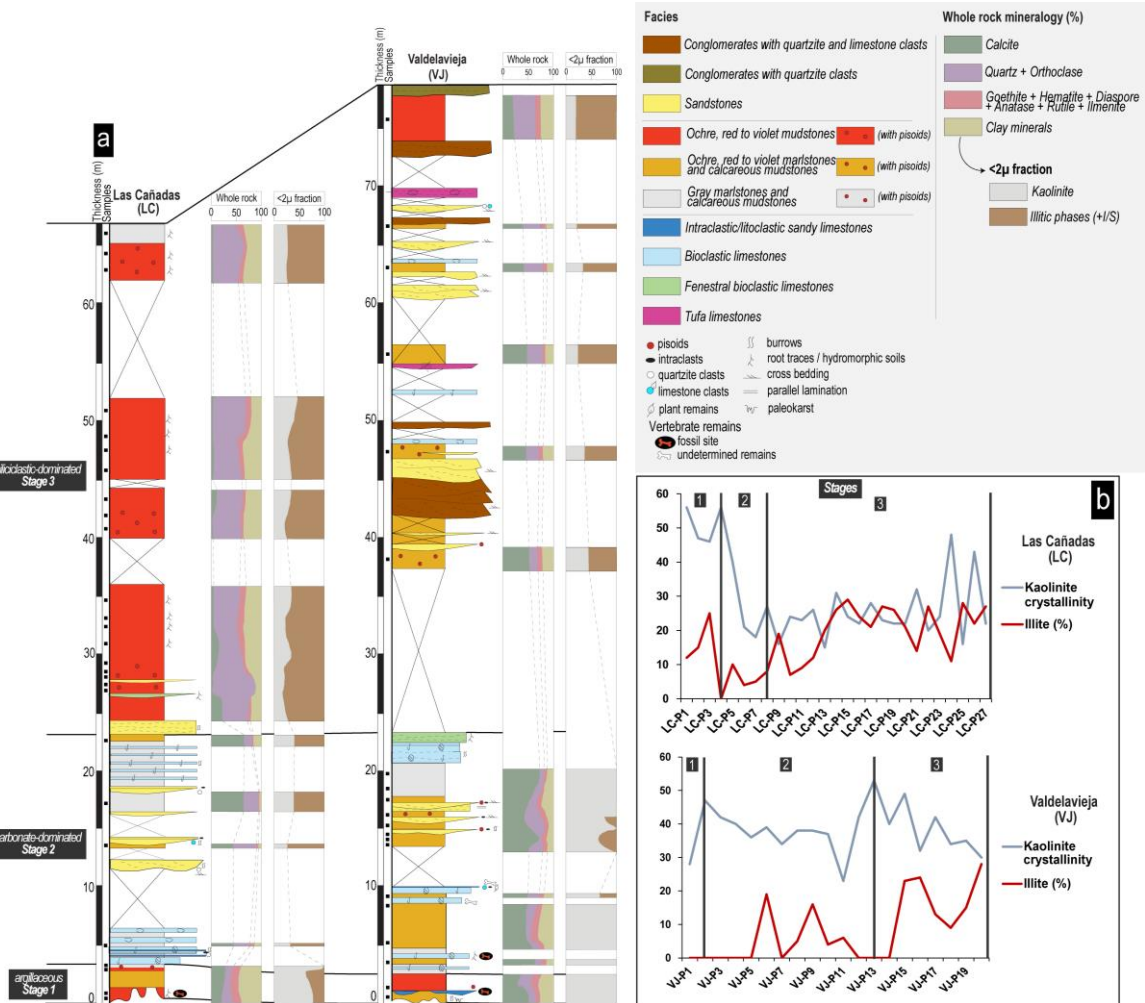 a
Thickness (m)
Samples
Las Cañadas
(LC)
Whole rock
<2μ fraction
0 50 100
0 50 100
60
50
40
30
20
10
0
Stage 3
Stage 2
argillaceous
Stage 1
Thickness (m)
Samples
Valdelavieja
(VJ)
Whole rock
<2μ fraction
0 50 100
0 50 100
70
60
50
40
30
20
10
0
Facies
Conglomerates with quartzite and limestone clasts
Conglomerates with quartzite clasts
Sandstones
Ochre, red to violet mudstones
(with pisoids)
Ochre, red to violet marlstones
and calcareous mudstones
(with pisoids)
Gray marlstones and
calcareous mudstones
(with pisoids)
Intraclastic/litoclastic sandy limestones
Bioclastic limestones
Fenestral bioclastic limestones
Tufa limestones
pisoids
intraclasts
quartzite clasts
limestone clasts
plant remains
burrows
root traces / hydromorphic soils
cross bedding
parallel lamination
paleokarst
Vertebrate remains
fossil site
undetermined remains
Whole rock mineralogy (%)
Calcite
Quartz + Orthoclase
Goethite + Hematite + Diaspore
+ Anatase + Rutile + Ilmenite
Clay minerals
<2μ fraction
Kaolinite
Illitic phases (+I/S)
b
Stages
1 2 3
60
50
40
30
20
10
0
LC-P1 LC-P3 LC-P5 LC-P7 LC-P9 LC-P11 LC-P13 LC-P15 LC-P17 LC-P19 LC-P21 LC-P23 LC-P25 LC-P27
Las Cañadas
(LC)
Kaolinite
crystallinity
Illite (%)
1 2 3
60
50
40
30
20
10
0
VJ-P1 VJ-P3 VJ-P5 VJ-P7 VJ-P9 VJ-P11 VJ-P13 VJ-P15 VJ-P17 VJ-P19
Valdelavieja
(VJ)
Kaolinite
crystallinity
Illite (%)